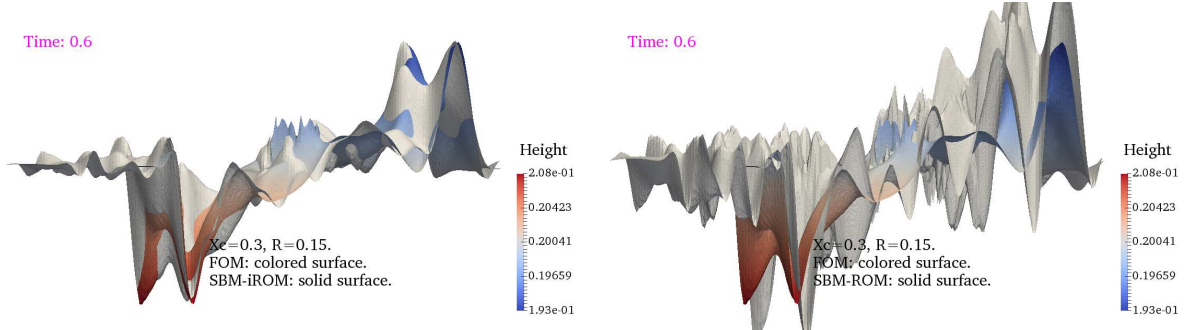 Time: 0.6
Xc=0.3, R=0.15.
FOM: colored surface.
SBM-iROM: solid surface.
Height
2.08e-01
0.20423
0.20041
0.19659
1.93e-01
Time: 0.6
Xc=0.3, R=0.15.
FOM: colored surface.
SBM-ROM: solid surface.
Height
2.08e-01
0.20423
0.20041
0.19659
1.93e-01